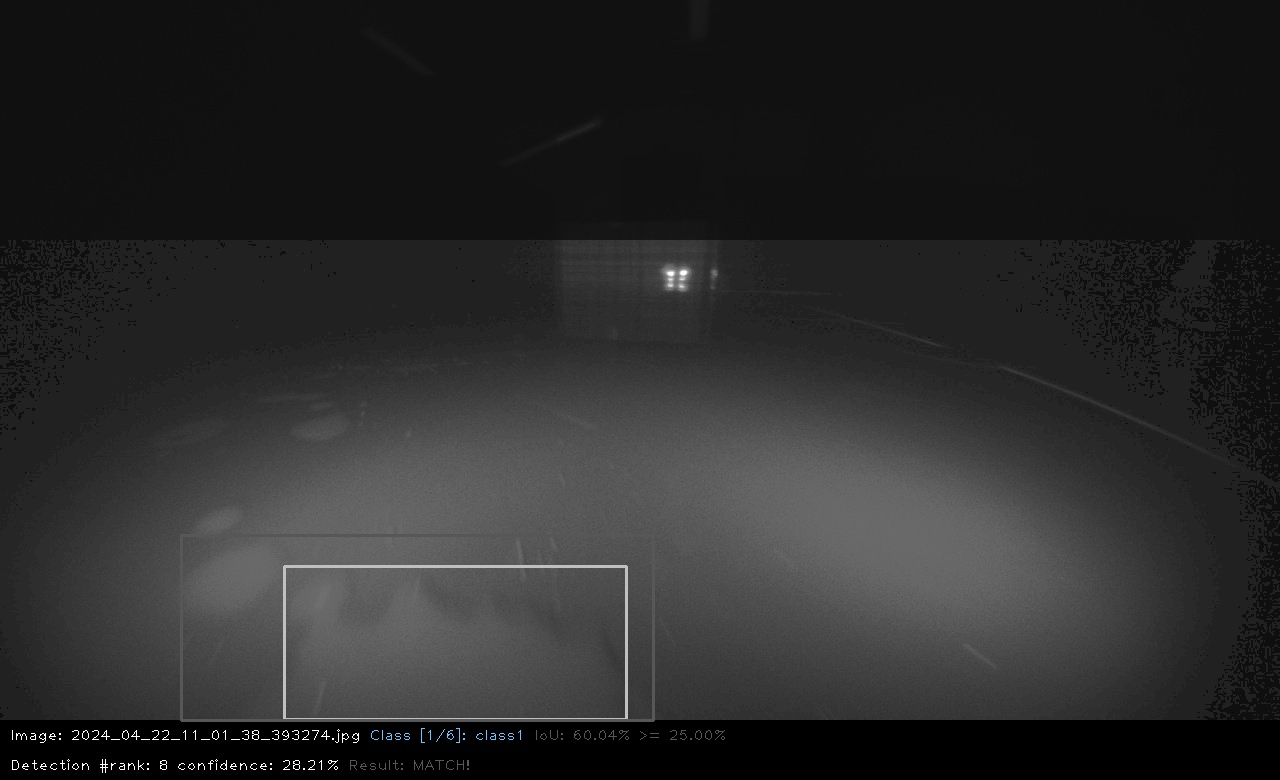 Image: 2024_04_22_11_01_38_393274.jpg Class [1/6]: class1 IoU: 60.04% >= 25.00%
Detection #rank: 8 confidence: 28.21% Result: MATCH!